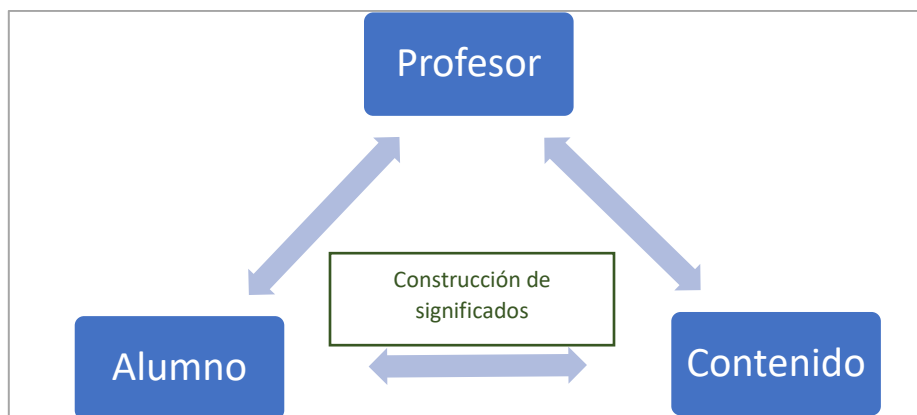 Profesor
Construcción de
significados
Alumno
Contenido